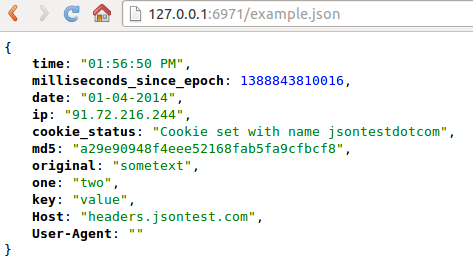 127.0.0.1:6971/example.json
{
time: "01:56:50 PM",
milliseconds_since_epoch: 1388843810016,
date: "01-04-2014",
ip: "91.72.216.244",
cookie_status: "Cookie set with name jsontestdotcom",
md5: "a29e90948f4eee52168fab5fa9cfbcf8",
original: "sometext",
one: "two",
key: "value",
Host: "headers.jsontest.com",
User-Agent: ""
}